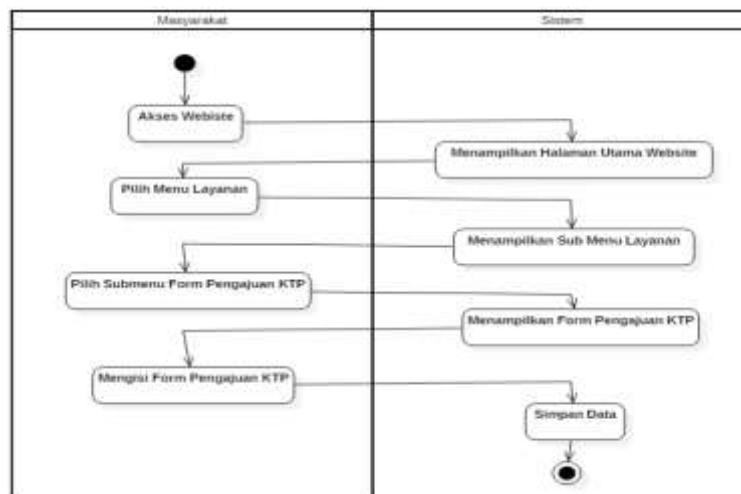 Masyarakat
Sistem
Akses Webiste
Menampilkan Halaman Utama Website
Pilih Menu Layanan
Menampilkan Sub Menu Layanan
Pilih Submenu Form Pengajuan KTP
Menampilkan Form Pengajuan KTP
Mengisi Form Pengajuan KTP
Simpan Data